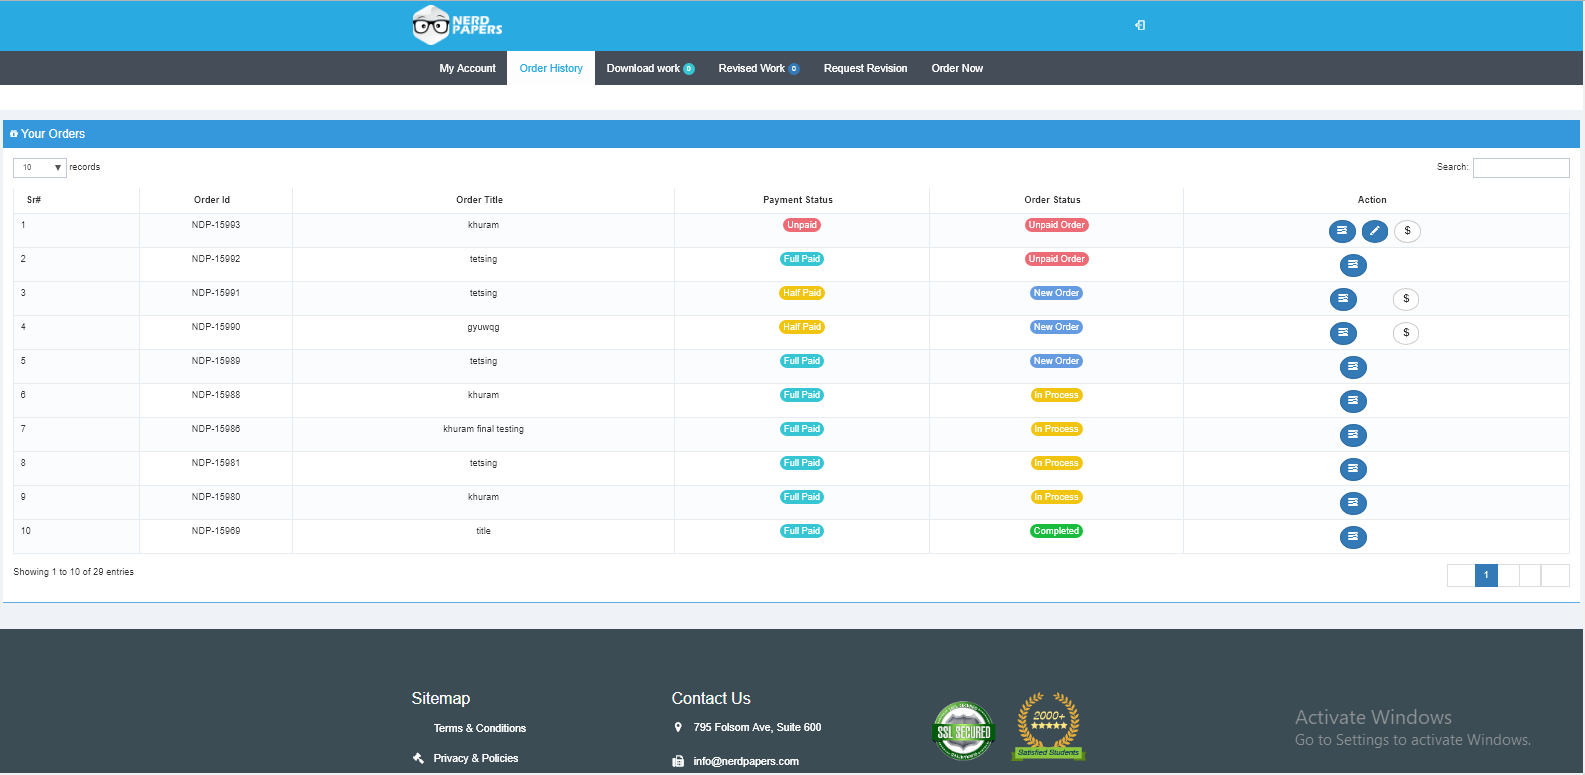 NERD
PAPERS
My Account Order History Download work 0 Revised Work 0 Request Revision Order Now
Your Orders
10 records Search:
Sr# Order Id Order Title Payment Status Order Status Action
1 NDP-15993 khuram Unpaid Unpaid Order $
2 NDP-15992 tetsing Full Paid Unpaid Order
3 NDP-15991 tetsing Half Paid New Order $
4 NDP-15990 gyuwqg Half Paid New Order $
5 NDP-15989 tetsing Full Paid New Order
6 NDP-15988 khuram Full Paid In Process
7 NDP-15986 khuram final testing Full Paid In Process
8 NDP-15981 tetsing Full Paid In Process
9 NDP-15980 khuram Full Paid In Process
10 NDP-15969 title Full Paid Completed
Showing 1 to 10 of 29 entries 1
Sitemap
Terms & Conditions
Privacy & Policies
Contact Us
795 Folsom Ave, Suite 600
info@nerdpapers.com
SSL SECURED
2000+
Satisfied Students
Activate Windows
Go to Settings to activate Windows.